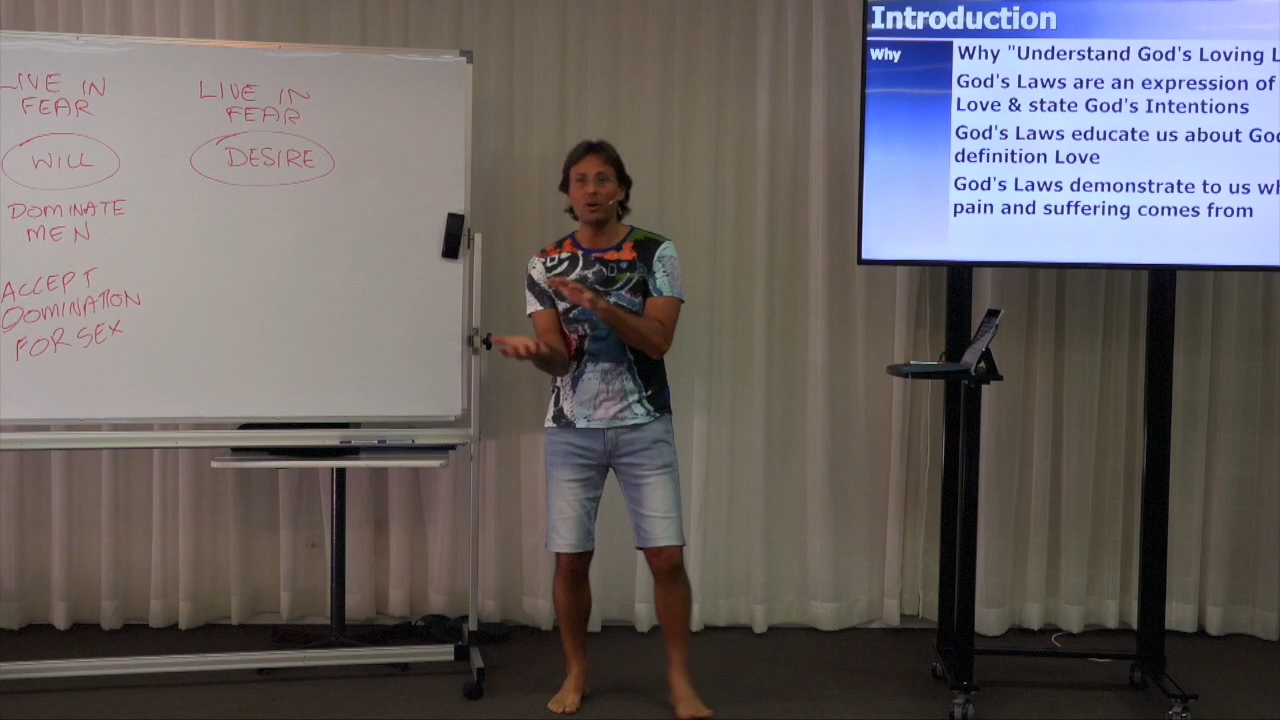 LIVE IN
FEAR
WILL
DOMINATE
MEN
ACCEPT
DOMINATION
FOR SEX
LIVE IN
FEAR
DESIRE
Introduction
Why
Why "Understand God's Loving L
God's Laws are an expression of
Love & state God's Intentions
God's Laws educate us about God
definition Love
God's Laws demonstrate to us wh
pain and suffering comes from